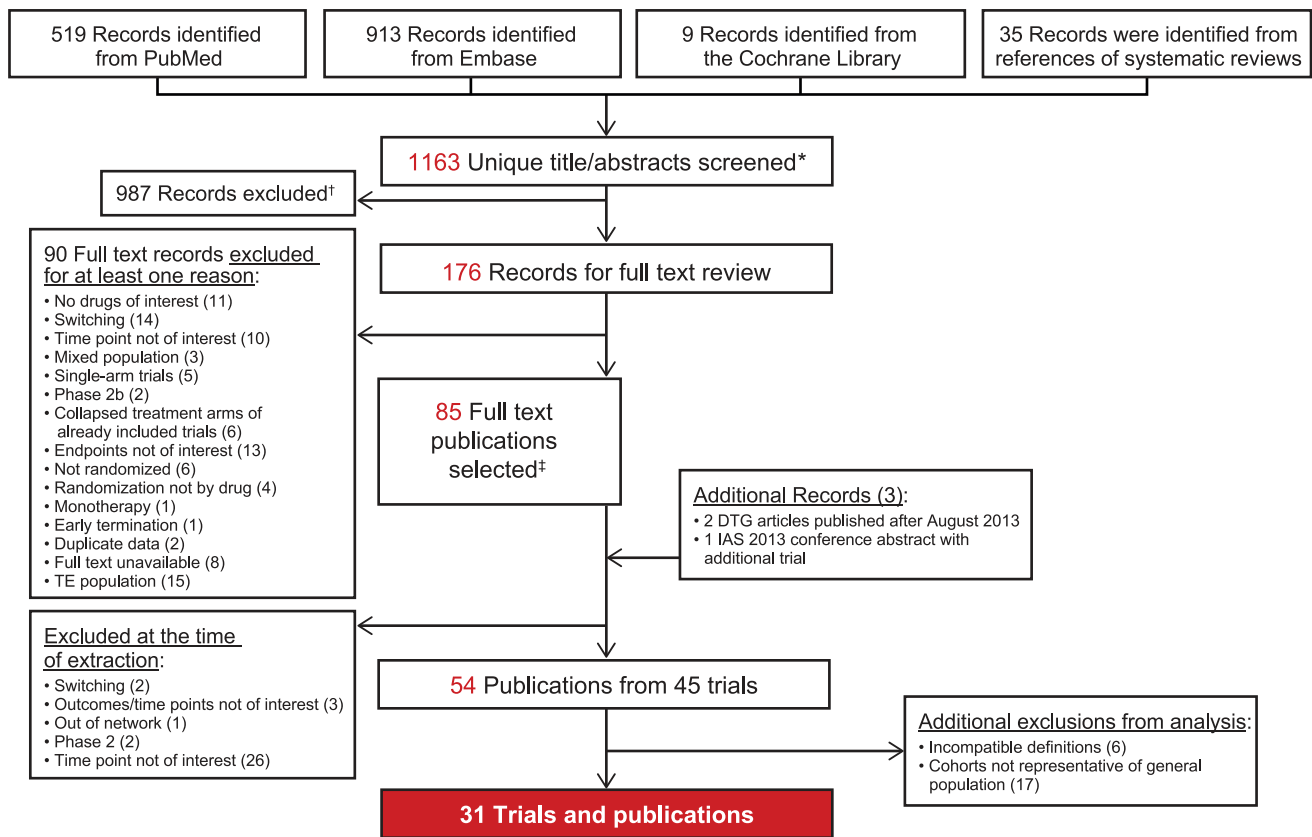 519 Records identified
from PubMed
913 Records identified
from Embase
9 Records identified from
the Cochrane Library
35 Records were identified from
references of systematic reviews
1163 Unique title/abstracts screened*
987 Records excluded†
176 Records for full text review
90 Full text records excluded
for at least one reason:
• No drugs of interest (11)
• Switching (14)
• Time point not of interest (10)
• Mixed population (3)
• Single-arm trials (5)
• Phase 2b (2)
• Collapsed treatment arms of
already included trials (6)
• Endpoints not of interest (13)
• Not randomized (6)
• Randomization not by drug (4)
• Monotherapy (1)
• Early termination (1)
• Duplicate data (2)
• Full text unavailable (8)
• TE population (15)
85 Full text
publications
selected‡
Additional Records (3):
• 2 DTG articles published after August 2013
• 1 IAS 2013 conference abstract with
additional trial
Excluded at the time
of extraction:
• Switching (2)
• Outcomes/time points not of interest (3)
• Out of network (1)
• Phase 2 (2)
• Time point not of interest (26)
54 Publications from 45 trials
Additional exclusions from analysis:
• Incompatible definitions (6)
• Cohorts not representative of general
population (17)
31 Trials and publications